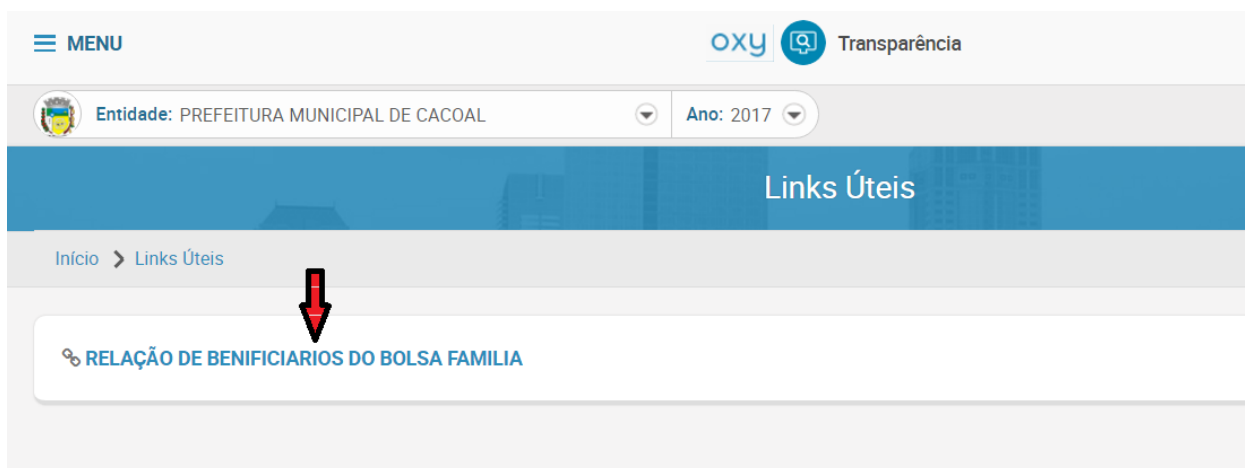 MENU
oxy Transparência
Entidade: PREFEITURA MUNICIPAL DE CACOAL Ano: 2017
Links Úteis
Início > Links Úteis
RELAÇÃO DE BENIFICIARIOS DO BOLSA FAMILIA